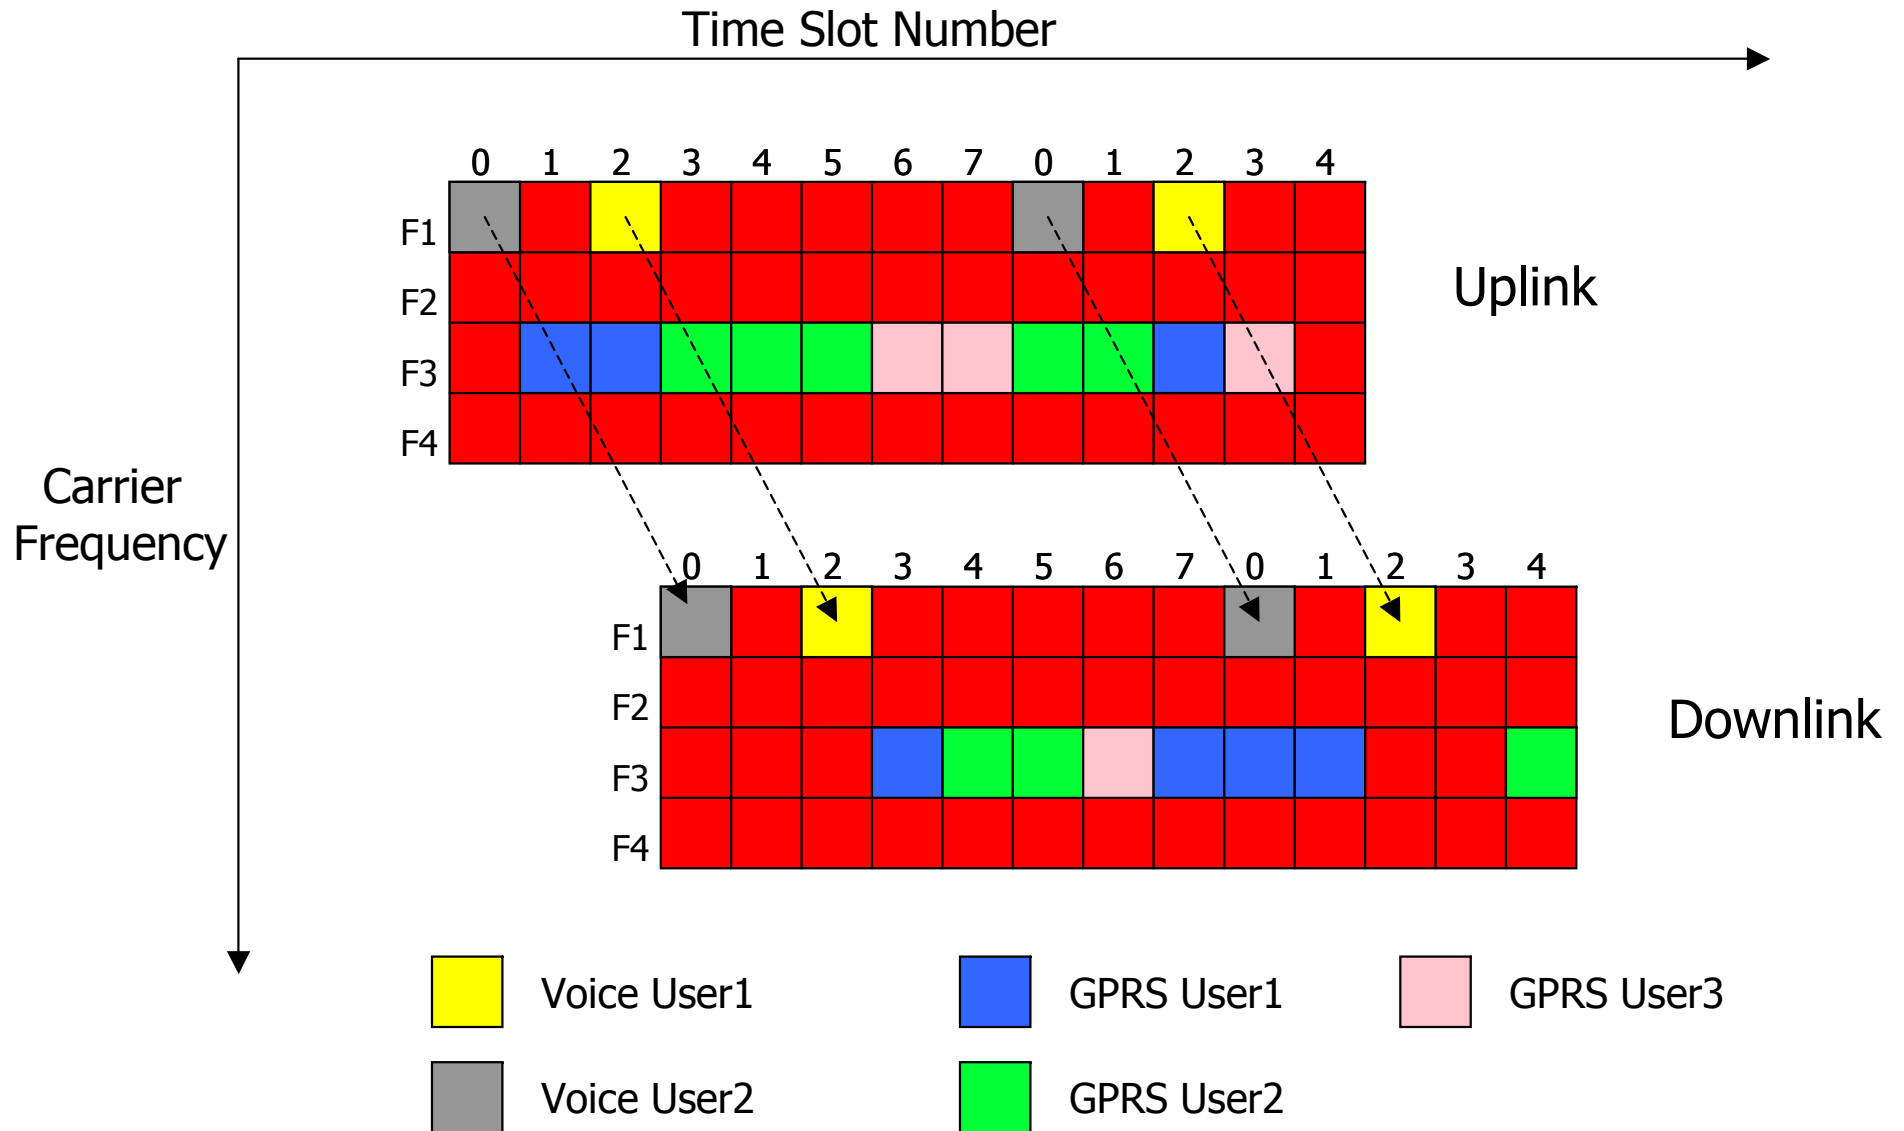 Time Slot Number
0 1 2 3 4 5 6 7 0 1 2 3 4
F1
F2
F3
F4
Uplink
Carrier
Frequency
0 1 2 3 4 5 6 7 0 1 2 3 4
F1
F2
F3
F4
Downlink
Voice User1
GPRS User1
GPRS User3
Voice User2
GPRS User2